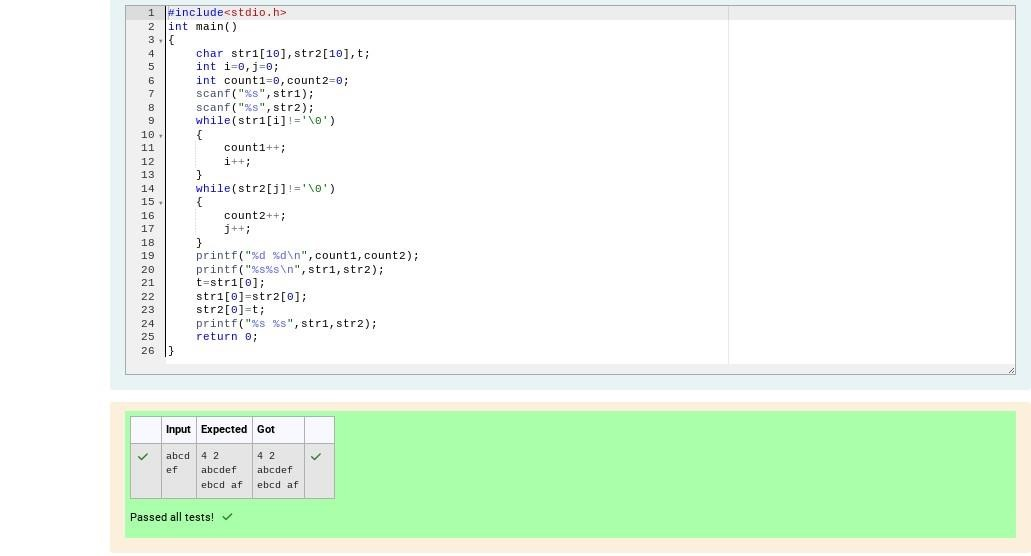 1 #include<stdio.h>
2 int main()
3 {
4 char str1[10],str2[10],t;
5 int i=0,j=0;
6 int count1=0,count2=0;
7 scanf("%s",str1);
8 scanf("%s",str2);
9 while(str1[i]!='\0')
10 {
11 count1++;
12 i++;
13 }
14 while(str2[j]!='\0')
15 {
16 count2++;
17 j++;
18 }
19 printf("%d %d\n",count1,count2);
20 printf("%s%s\n",str1,str2);
21 t=str1[0];
22 str1[0]=str2[0];
23 str2[0]=t;
24 printf("%s %s",str1,str2);
25 return 0;
26 }
Input Expected Got
abcd 4 2 4 2
ef abcdef abcdef
ebcd af ebcd af
Passed all tests!